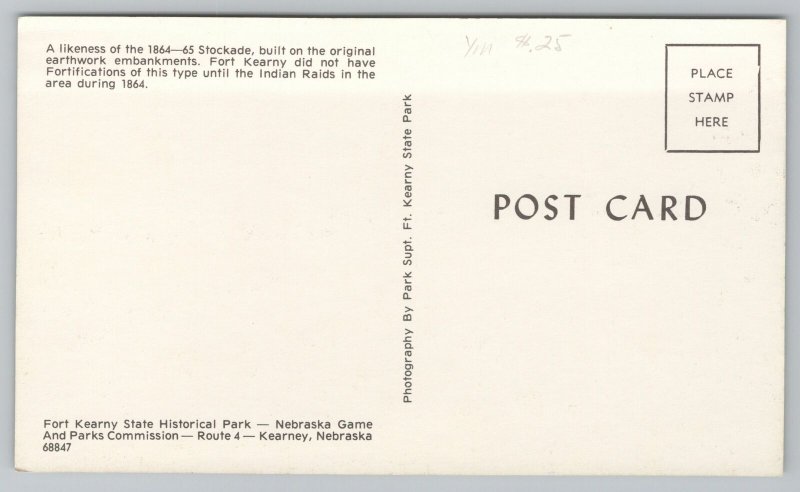 A likeness of the 1864—65 Stockade, built on the original
earthwork embankments. Fort Kearny did not have
Fortifications of this type until the Indian Raids in the
area during 1864.
$.25
PLACE
STAMP
HERE
POST CARD
Photography By Park Supt. Ft. Kearny State Park
Fort Kearny State Historical Park — Nebraska Game
And Parks Commission — Route 4 — Kearney, Nebraska
68847